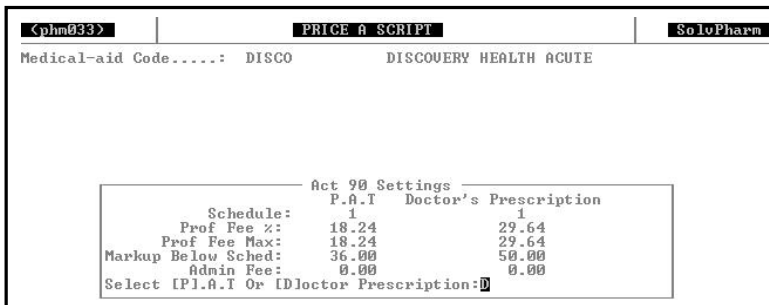 <phm033> PRICE A SCRIPT SolvPharm
Medical-aid Code.....: DISCO DISCOVERY HEALTH ACUTE
Act 90 Settings
P.A.T Doctor's Prescription
Schedule: 1 1
Prof Fee %: 18.24 29.64
Prof Fee Max: 18.24 29.64
Markup Below Sched: 36.00 50.00
Admin Fee: 0.00 0.00
Select [P].A.T Or [D]octor Prescription:D